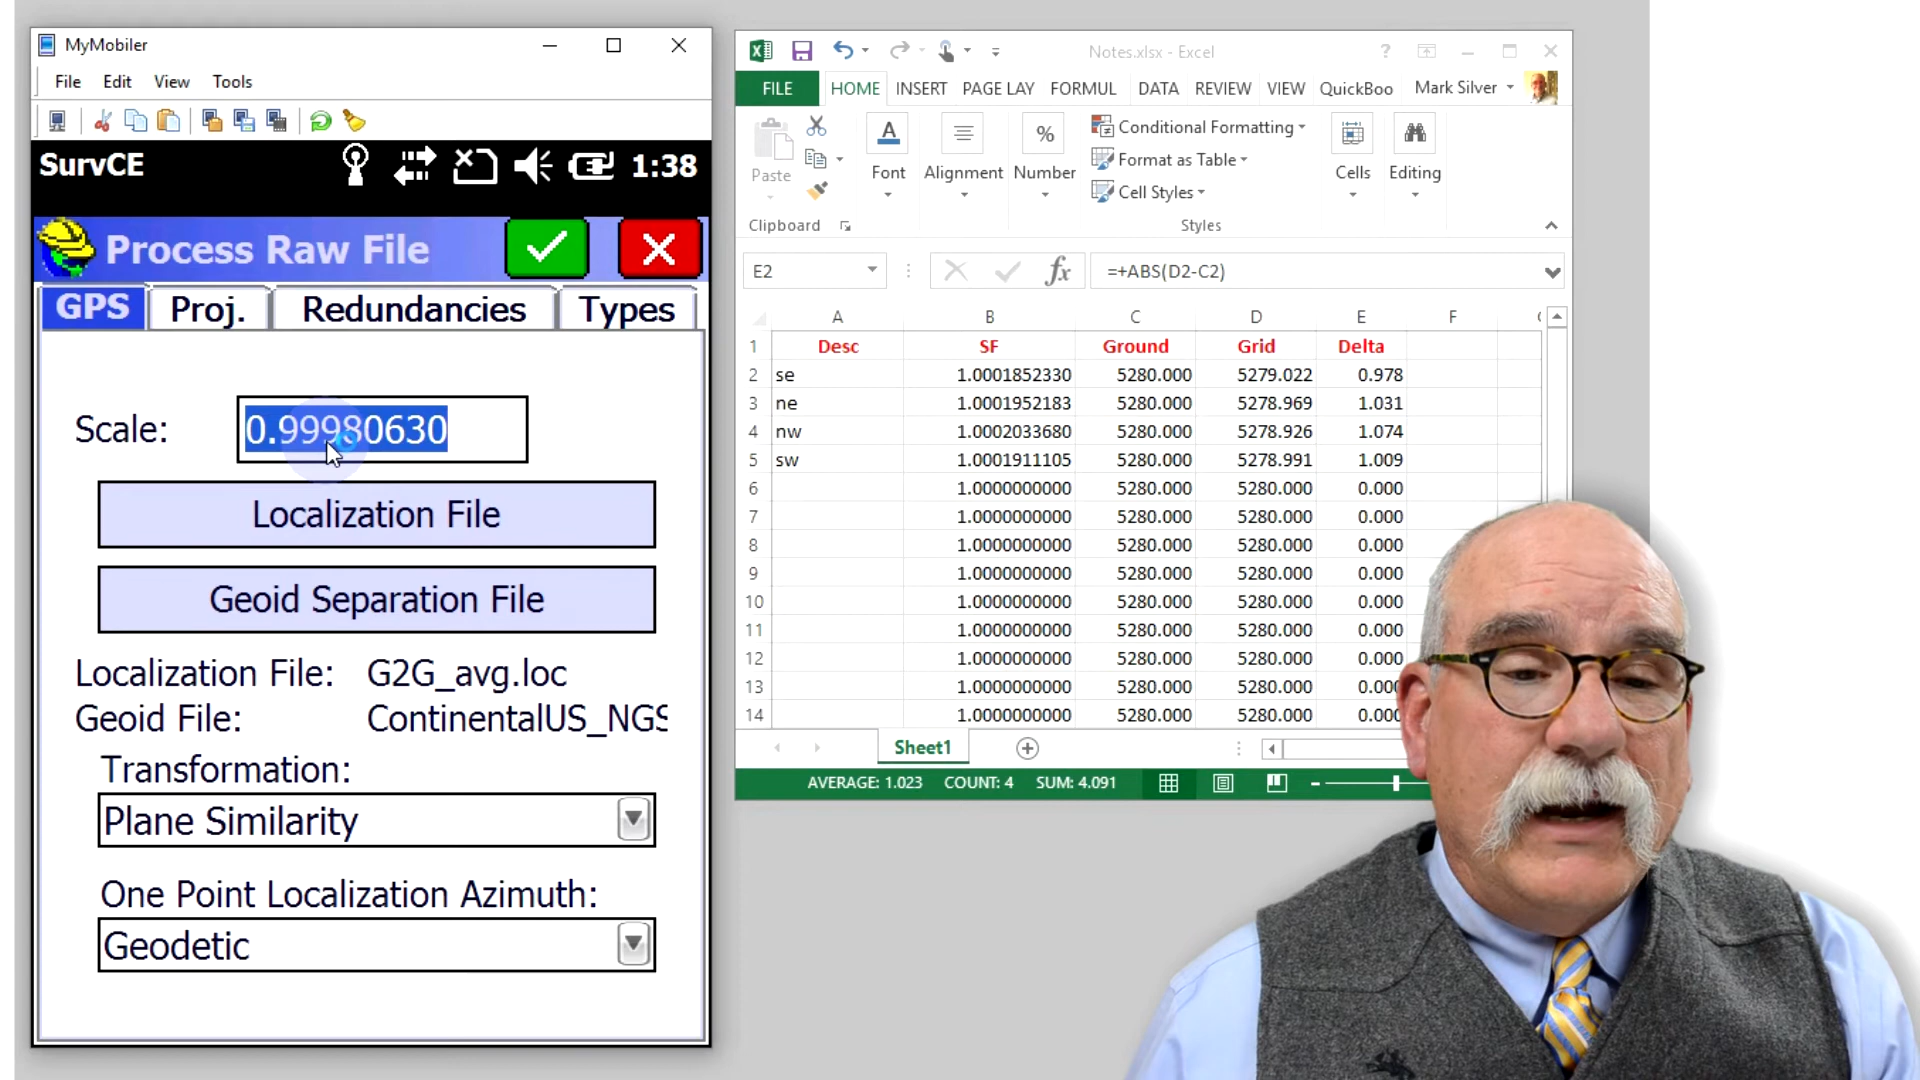 MyMobiler
File Edit View Tools
SurvCE 1:38
Process Raw File
GPS Proj. Redundancies Types
Scale: 0.99980630
Localization File
Geoid Separation File
Localization File: G2G_avg.loc
Geoid File: ContinentalUS_NGS
Transformation:
Plane Similarity
One Point Localization Azimuth:
Geodetic
Notes.xlsx - Excel
FILE HOME INSERT PAGE LAY FORMUL DATA REVIEW VIEW QuickBoo Mark Silver
Paste Font Alignment Number Conditional Formatting Format as Table Cell Styles Cells Editing
Clipboard Styles
E2 fx =+ABS(D2-C2)
A B C D E F
1 Desc SF Ground Grid Delta
2 se 1.0001852330 5280.000 5279.022 0.978
3 ne 1.0001952183 5280.000 5278.969 1.031
4 nw 1.0002033680 5280.000 5278.926 1.074
5 sw 1.0001911105 5280.000 5278.991 1.009
6 1.0000000000 5280.000 5280.000 0.000
7 1.0000000000 5280.000 5280.000 0.000
8 1.0000000000 5280.000 5280.000 0.000
9 1.0000000000 5280.000 5280.000 0.000
10 1.0000000000 5280.000 5280.000 0.000
11 1.0000000000 5280.000 5280.000 0.000
12 1.0000000000 5280.000 5280.000 0.000
13 1.0000000000 5280.000 5280.000 0.000
14 1.0000000000 5280.000 5280.000 0.000
Sheet1
AVERAGE: 1.023 COUNT: 4 SUM: 4.091